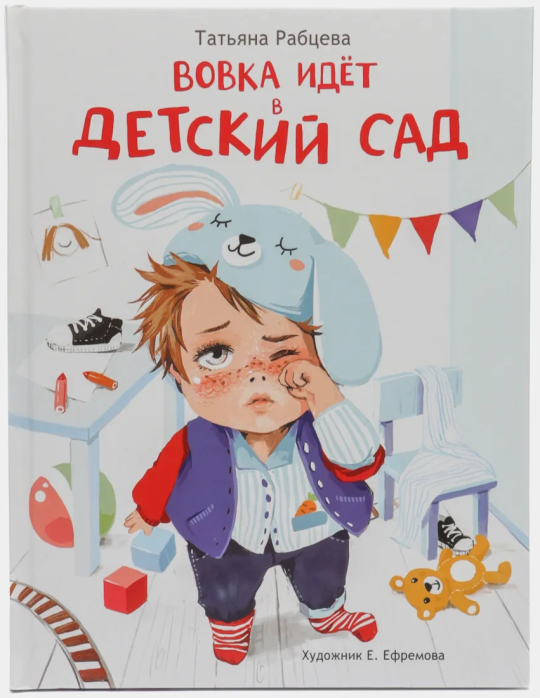 Татьяна Рабцева
ВОВКА ИДЁТ
В
ДЕТСКИЙ САД
Художник Е. Ефремова